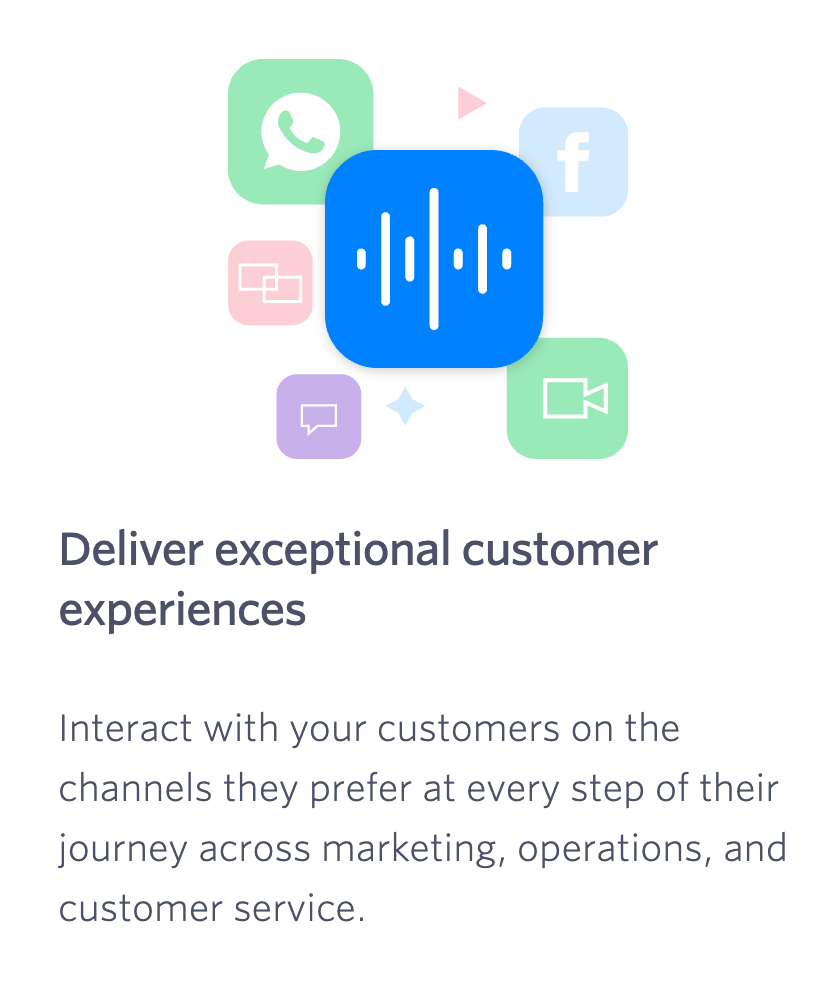 Deliver exceptional customer
experiences
Interact with your customers on the
channels they prefer at every step of their
journey across marketing, operations, and
customer service.